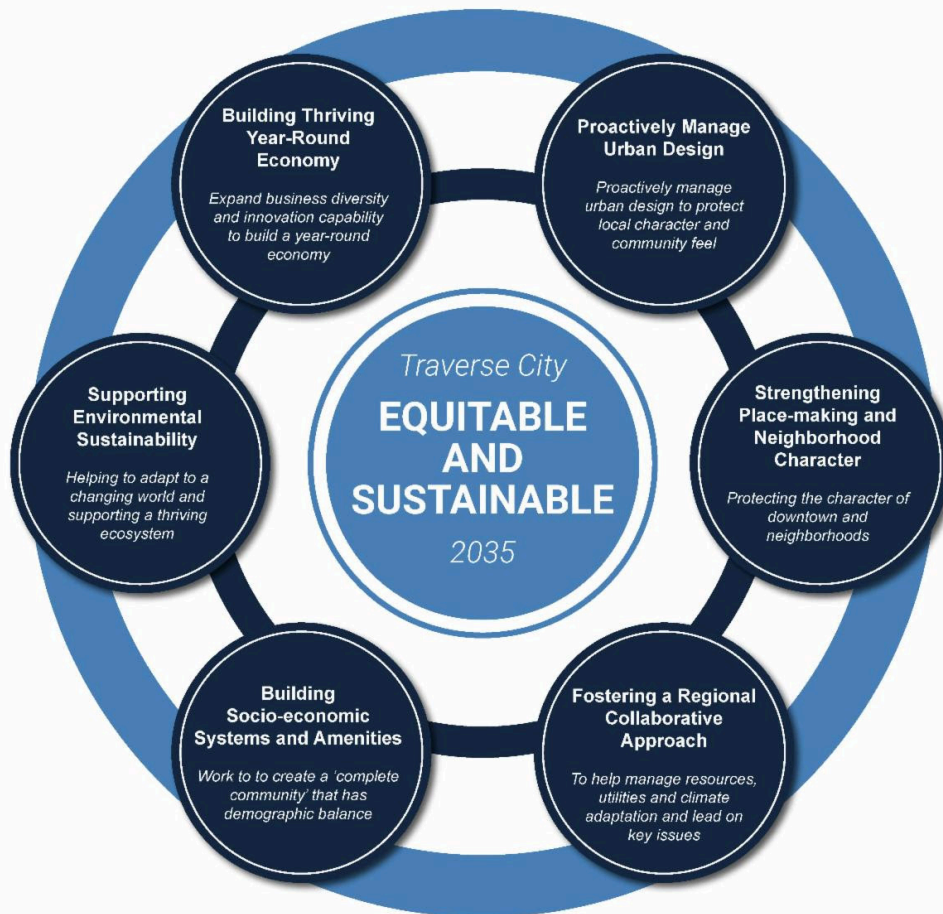 Building Thriving
Year-Round
Economy
Expand business diversity
and innovation capability
to build a year-round
economy
Proactively Manage
Urban Design
Proactively manage
urban design to protect
local character and
community feel
Supporting
Environmental
Sustainability
Helping to adapt to a
changing world and
supporting a thriving
ecosystem
Traverse City
EQUITABLE
AND
SUSTAINABLE
2035
Strengthening
Place-making and
Neighborhood
Character
Protecting the character of
downtown and
neighborhoods
Building
Socio-economic
Systems and Amenities
Work to to create a 'complete
community' that has
demographic balance
Fostering a Regional
Collaborative
Approach
To help manage resources,
utilities and climate
adaptation and lead on
key issues